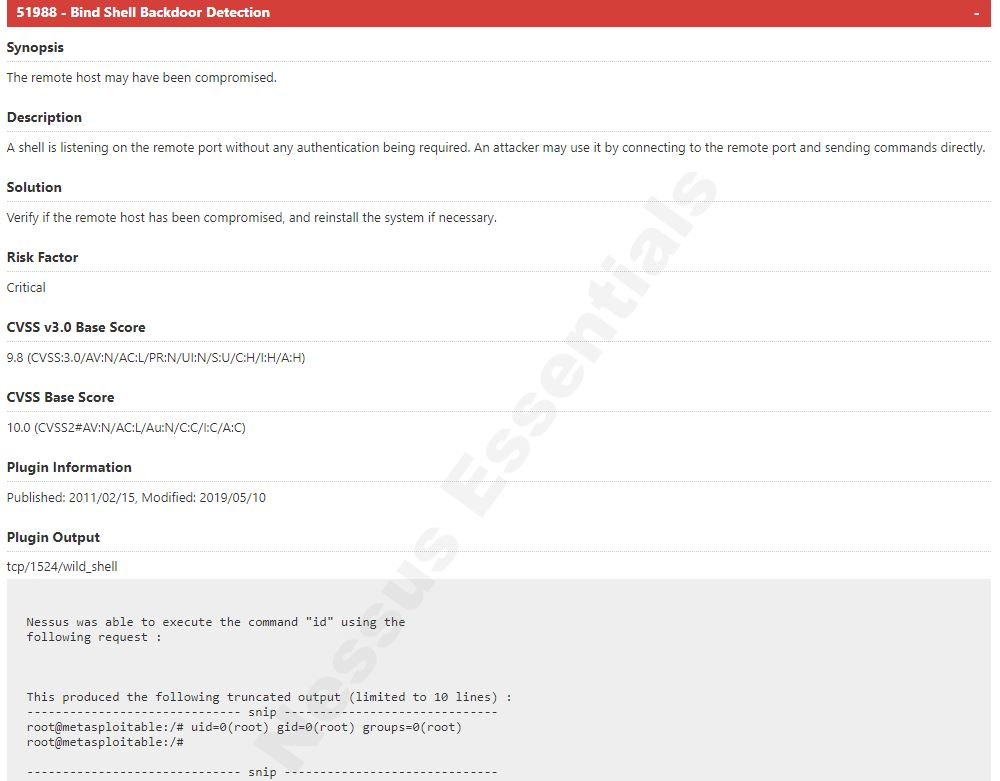 51988 - Bind Shell Backdoor Detection -
Synopsis
The remote host may have been compromised.
Description
A shell is listening on the remote port without any authentication being required. An attacker may use it by connecting to the remote port and sending commands directly.
Solution
Verify if the remote host has been compromised, and reinstall the system if necessary.
Risk Factor
Critical
CVSS v3.0 Base Score
9.8 (CVSS:3.0/AV:N/AC:L/PR:N/UI:N/S:U/C:H/I:H/A:H)
CVSS Base Score
10.0 (CVSS2#AV:N/AC:L/Au:N/C:C/I:C/A:C)
Plugin Information
Published: 2011/02/15, Modified: 2019/05/10
Plugin Output
tcp/1524/wild_shell
Nessus was able to execute the command "id" using the
following request :
This produced the following truncated output (limited to 10 lines) :
------------------------------ snip ------------------------------
root@metasploitable:/# uid=0(root) gid=0(root) groups=0(root)
root@metasploitable:/#
------------------------------ snip ------------------------------
Nessus Essentials